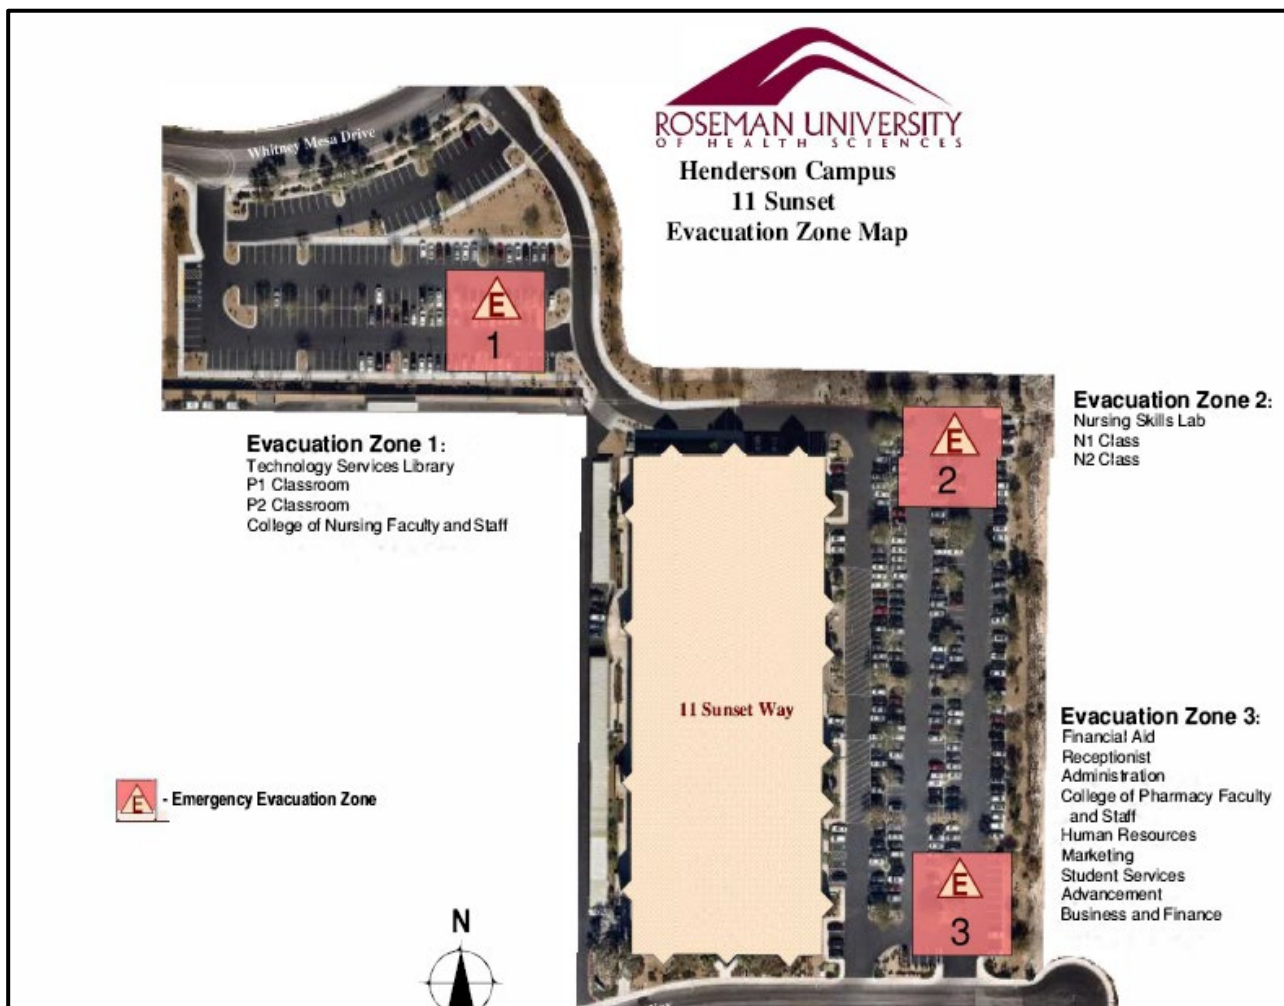 ROSEMAN UNIVERSITY
OF HEALTH SCIENCES
Henderson Campus
11 Sunset
Evacuation Zone Map
Whitney Mesa Drive
E
1
E
2
Evacuation Zone 2:
Nursing Skills Lab
N1 Class
N2 Class
Evacuation Zone 1:
Technology Services Library
P1 Classroom
P2 Classroom
College of Nursing Faculty and Staff
11 Sunset Way
Evacuation Zone 3:
Financial Aid
Receptionist
Administration
College of Pharmacy Faculty
and Staff
Human Resources
Marketing
Student Services
Advancement
Business and Finance
E
- Emergency Evacuation Zone
E
3
N